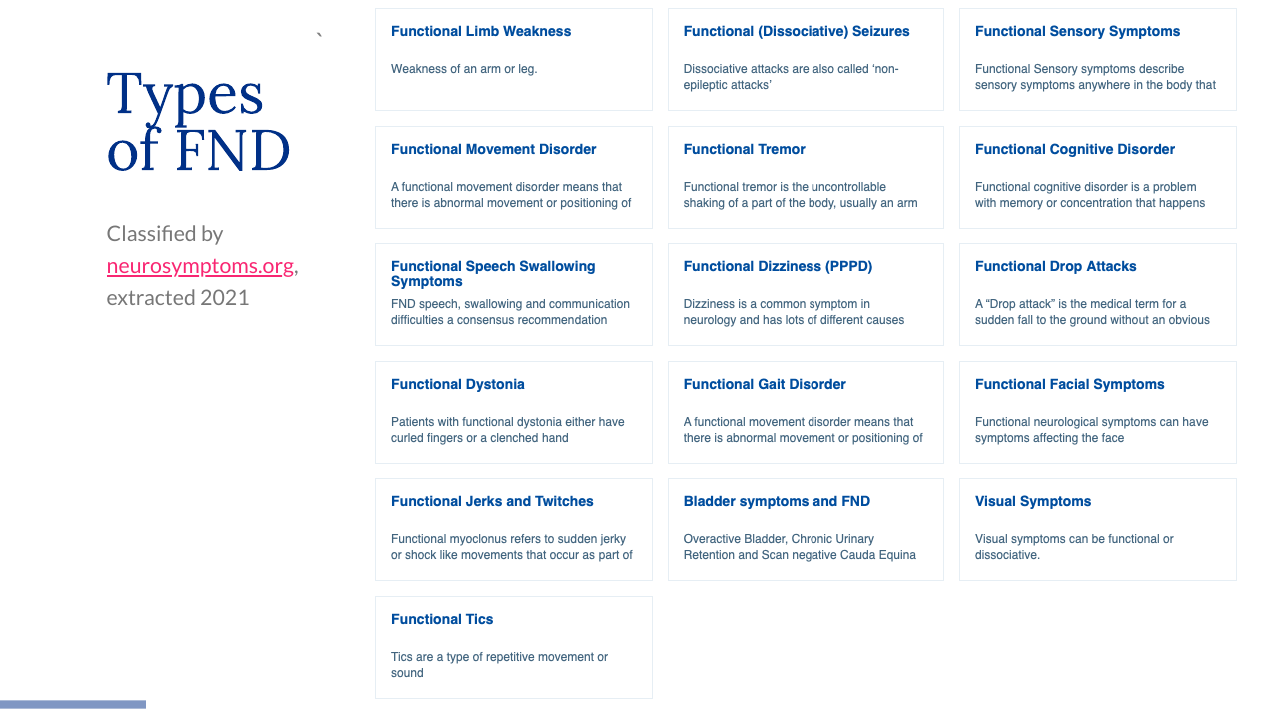 `
Types
of FND
Classified by
neurosymptoms.org,
extracted 2021
Functional Limb Weakness
Weakness of an arm or leg.
Functional (Dissociative) Seizures
Dissociative attacks are also called ‘non-
epileptic attacks’
Functional Sensory Symptoms
Functional Sensory symptoms describe
sensory symptoms anywhere in the body that
Functional Movement Disorder
A functional movement disorder means that
there is abnormal movement or positioning of
Functional Tremor
Functional tremor is the uncontrollable
shaking of a part of the body, usually an arm
Functional Cognitive Disorder
Functional cognitive disorder is a problem
with memory or concentration that happens
Functional Speech Swallowing
Symptoms
FND speech, swallowing and communication
difficulties a consensus recommendation
Functional Dizziness (PPPD)
Dizziness is a common symptom in
neurology and has lots of different causes
Functional Drop Attacks
A “Drop attack” is the medical term for a
sudden fall to the ground without an obvious
Functional Dystonia
Patients with functional dystonia either have
curled fingers or a clenched hand
Functional Gait Disorder
A functional movement disorder means that
there is abnormal movement or positioning of
Functional Facial Symptoms
Functional neurological symptoms can have
symptoms affecting the face
Functional Jerks and Twitches
Functional myoclonus refers to sudden jerky
or shock like movements that occur as part of
Bladder symptoms and FND
Overactive Bladder, Chronic Urinary
Retention and Scan negative Cauda Equina
Visual Symptoms
Visual symptoms can be functional or
dissociative.
Functional Tics
Tics are a type of repetitive movement or
sound